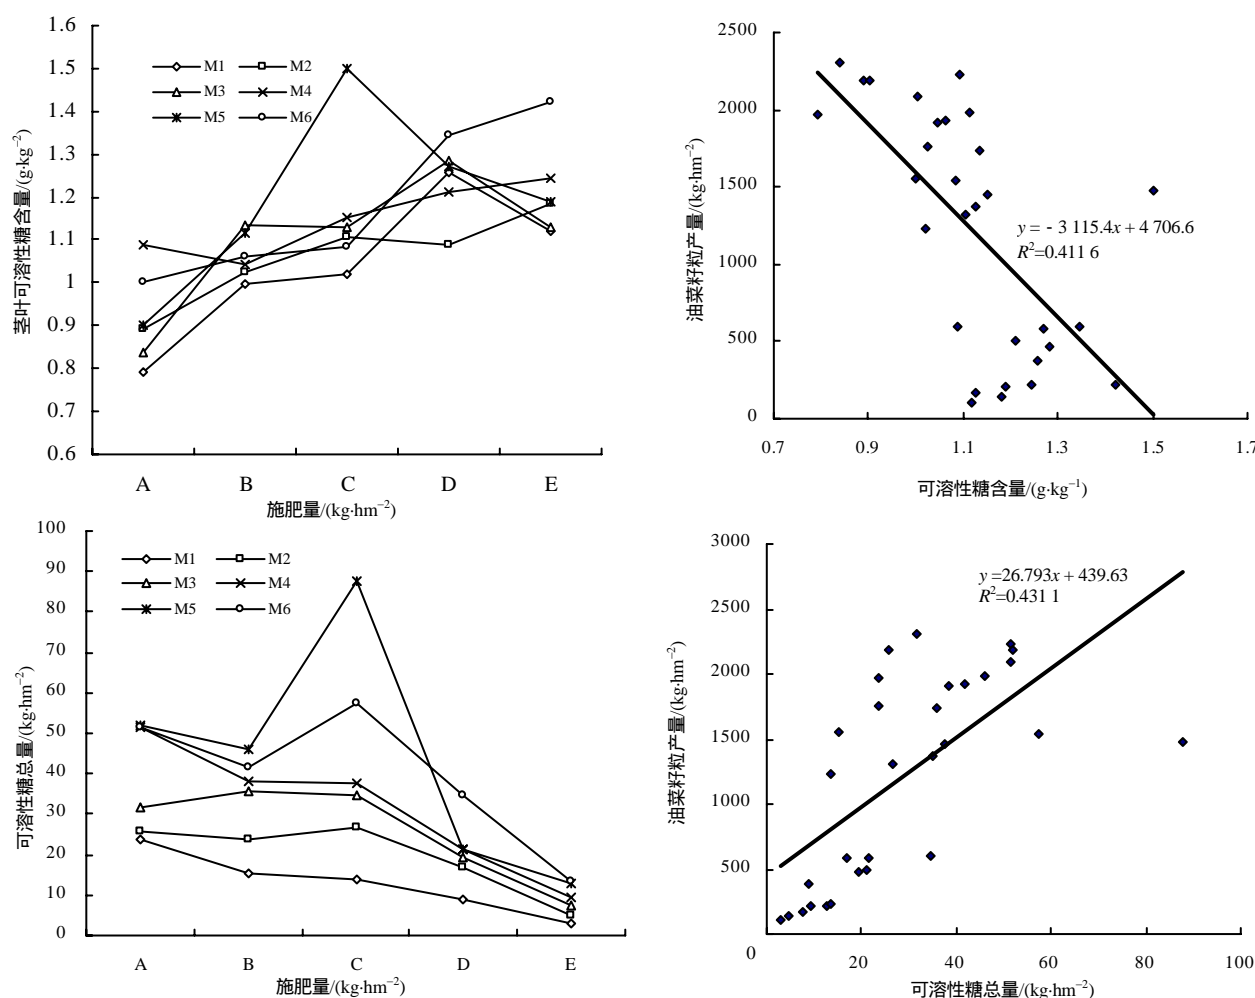 1.6
1.5
1.4
1.3
1.2
1.1
1
0.9
0.8
0.7
0.6
茎叶可溶性糖含量/(g·kg⁻²)
M1 M2
M3 M4
M5 M6
A B C D E
施肥量/(kg·hm⁻²)
2500
2000
1500
1000
500
0
油菜籽粒产量/(kg·hm⁻²)
y = - 3 115.4x + 4 706.6
R²=0.411 6
0.7 0.9 1.1 1.3 1.5 1.7
可溶性糖含量/(g·kg⁻¹)
100
90
80
70
60
50
40
30
20
10
0
可溶性糖总量/(kg·hm⁻²)
M1 M2
M3 M4
M5 M6
A B C D E
施肥量/(kg·hm⁻²)
3000
2500
2000
1500
1000
500
0
油菜籽粒产量/(kg·hm⁻²)
y =26.793x + 439.63
R²=0.431 1
20 40 60 80 100
可溶性糖总量/(kg·hm⁻²)